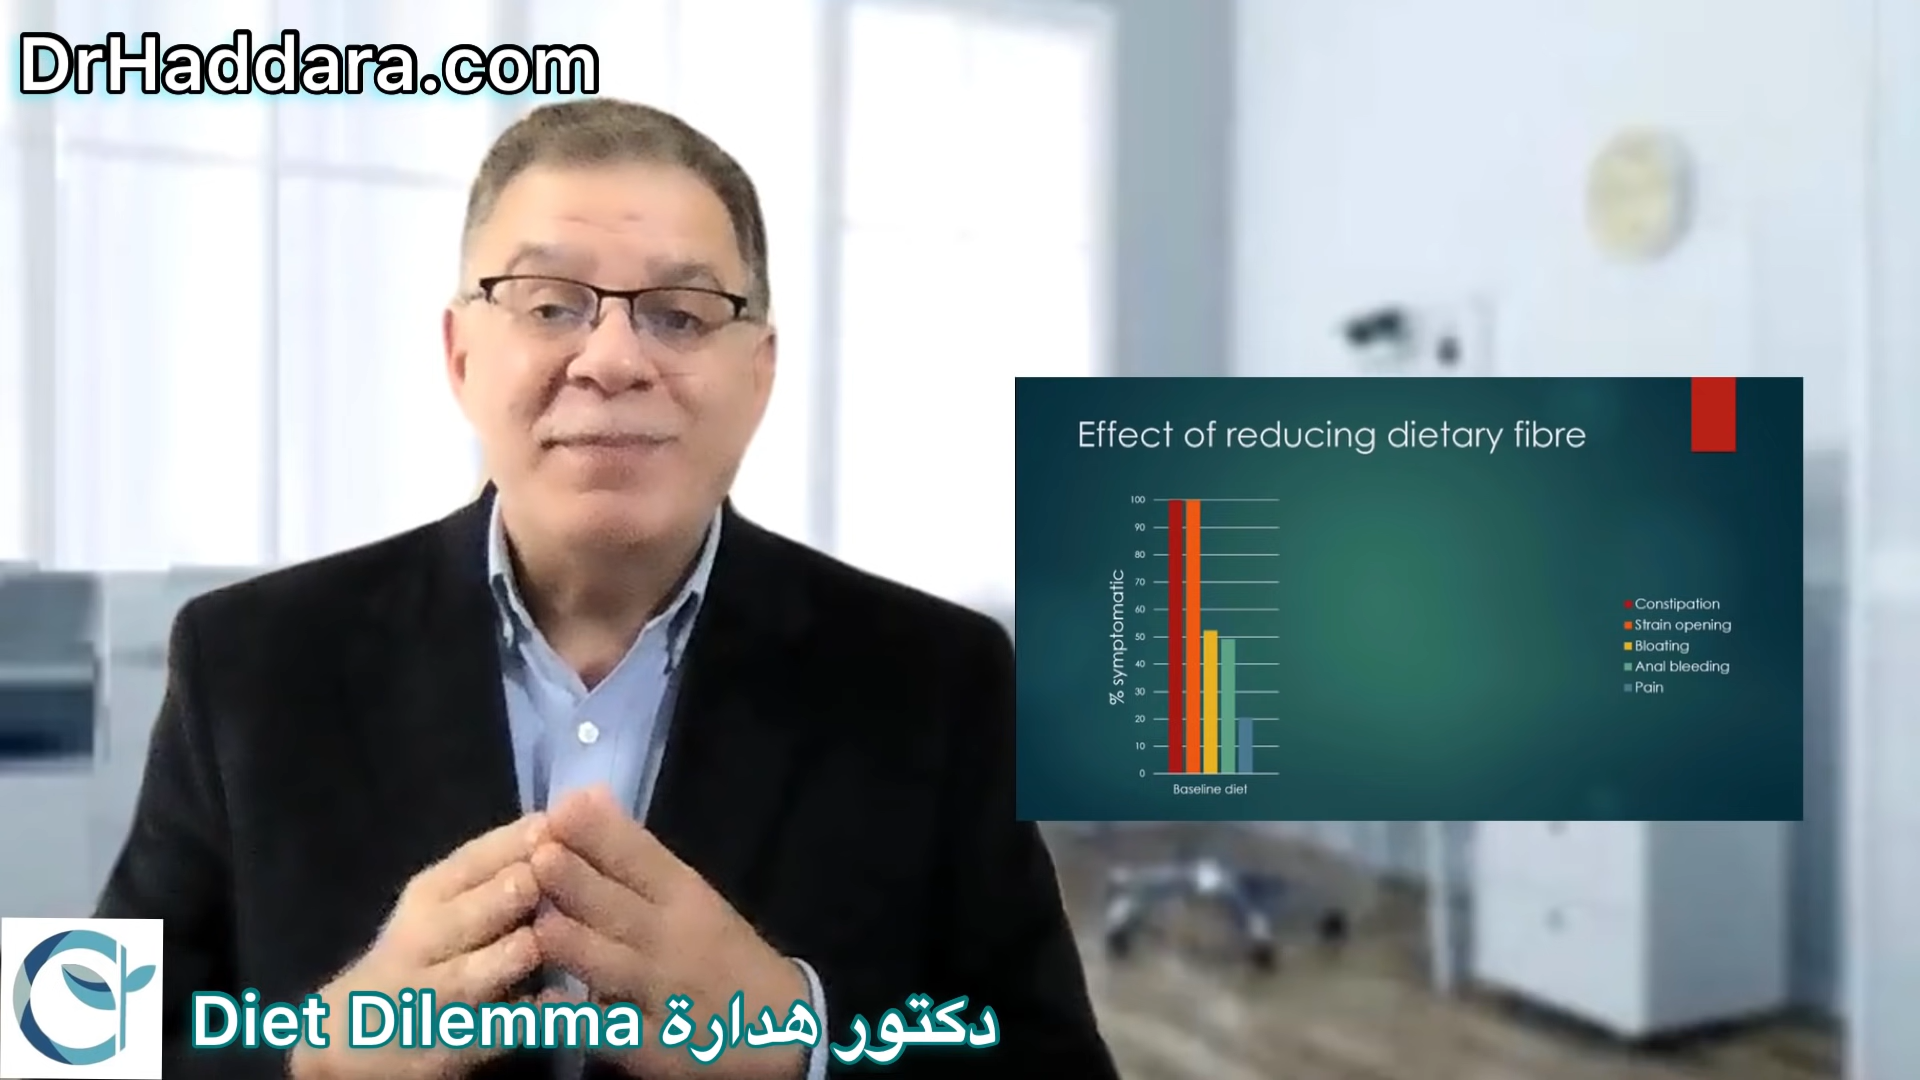 DrHaddara.com
Effect of reducing dietary fibre
% symptomatic
100
90
80
70
60
50
40
30
20
10
0
Baseline diet
Constipation
Strain opening
Bloating
Anal bleeding
Pain
Diet Dilemma دكتور هدارة